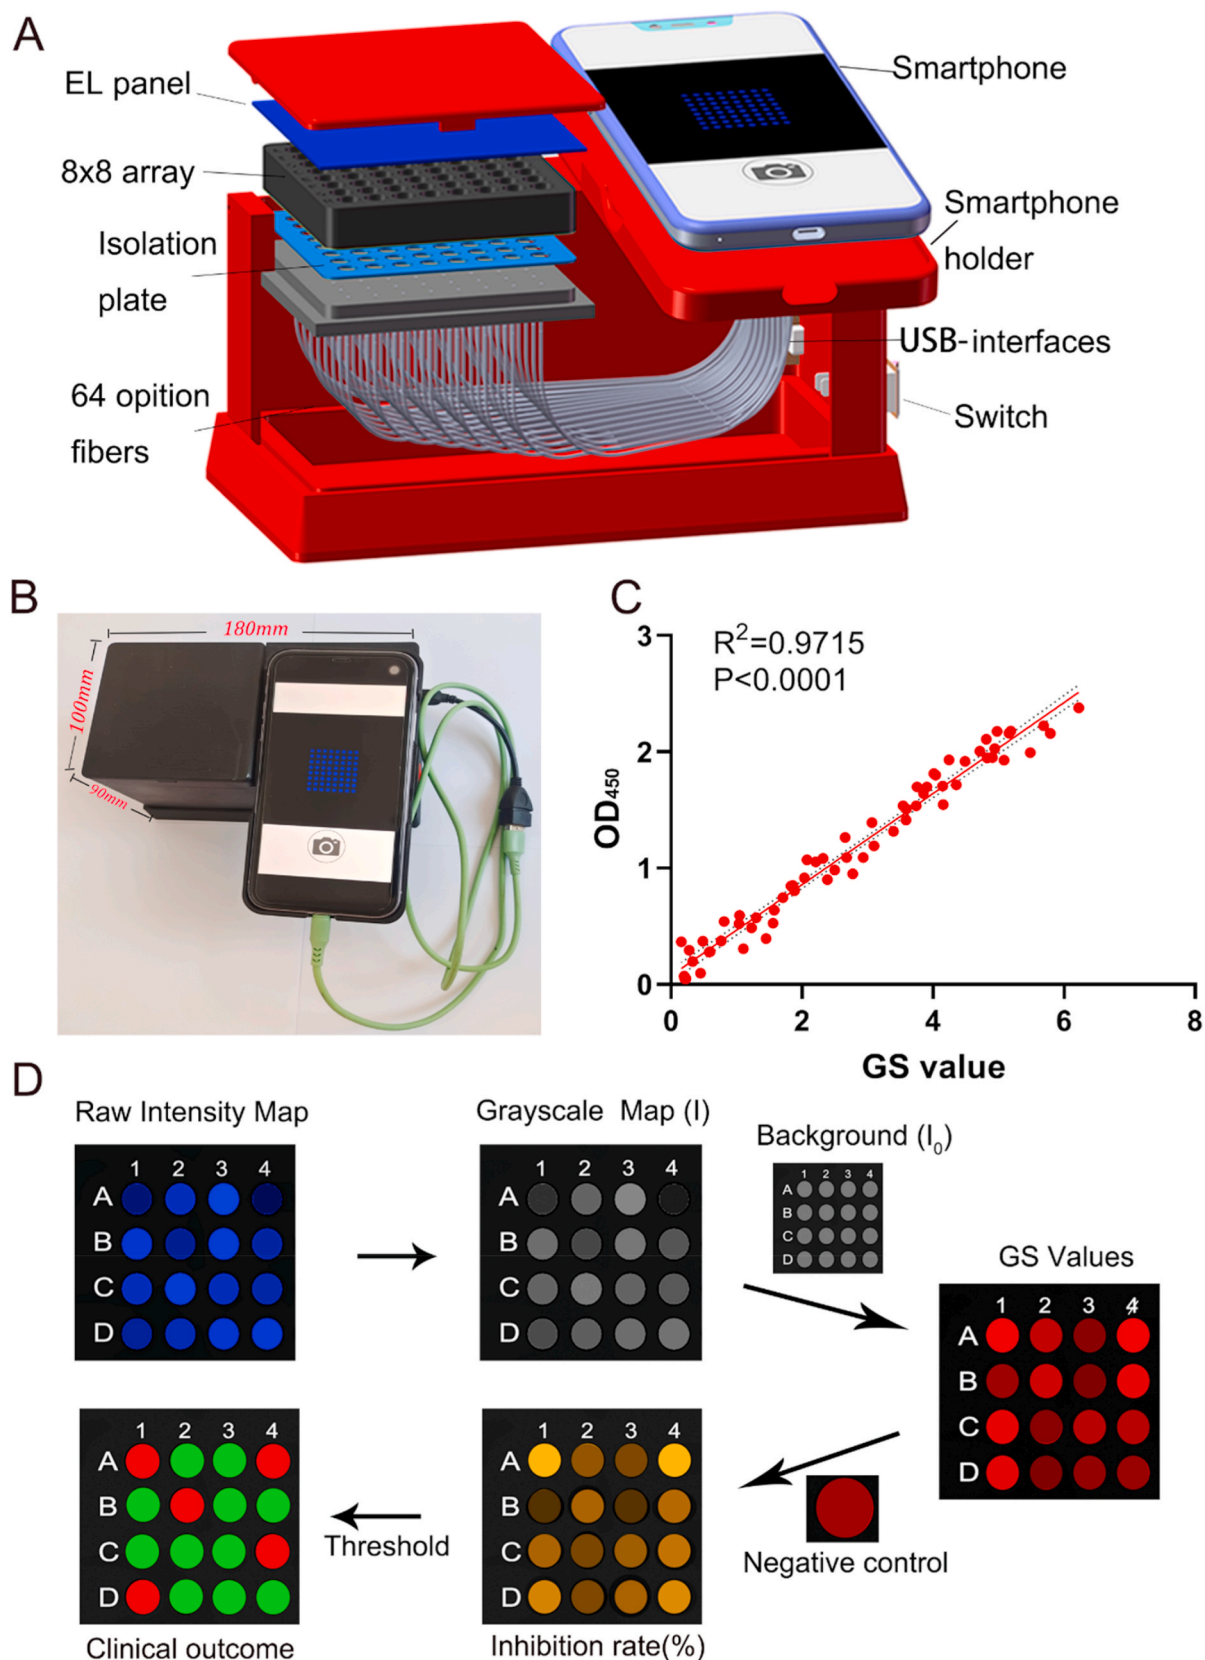 A
EL panel
8x8 array
Isolation
plate
64 opition
fibers
Smartphone
Smartphone
holder
USB-interfaces
Switch
B
180mm
100mm
90mm
C
R²=0.9715
P<0.0001
3
2
1
0
OD₄₅₀
0 2 4 6 8
GS value
D
Raw Intensity Map
1 2 3 4
A
B
C
D
Grayscale Map (I)
1 2 3 4
A
B
C
D
Background (I₀)
1 2 3 4
A
B
C
D
GS Values
1 2 3 4
A
B
C
D
Negative control
1 2 3 4
A
B
C
D
Inhibition rate(%)
Threshold
1 2 3 4
A
B
C
D
Clinical outcome